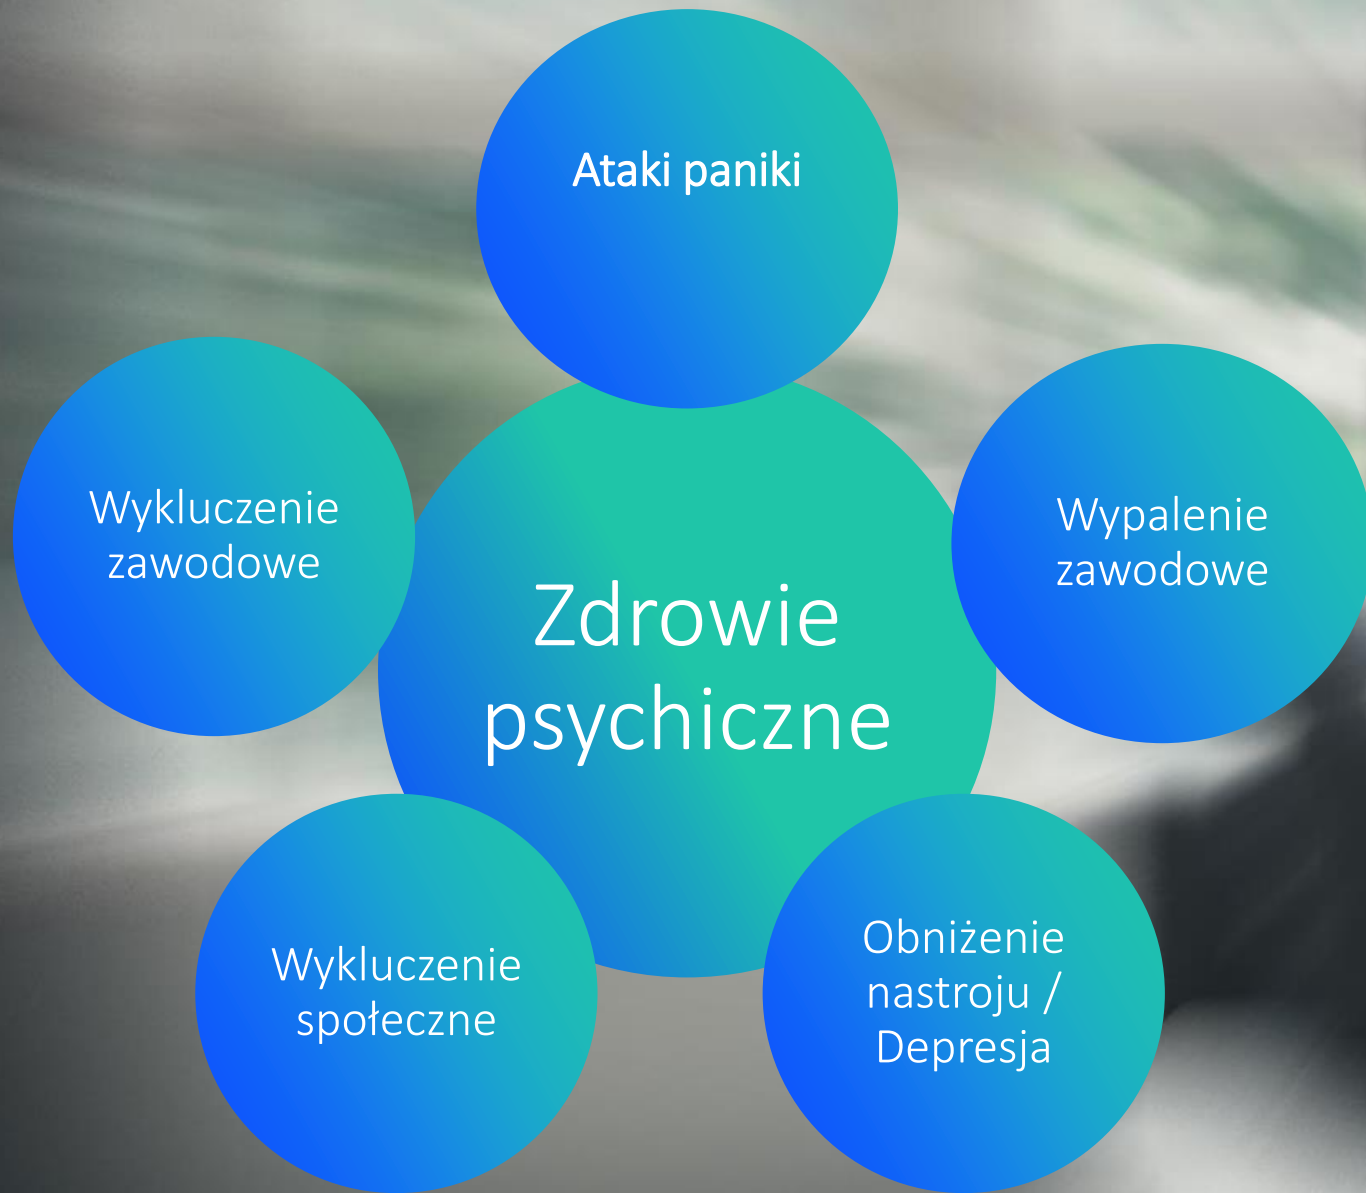 Ataki paniki
Wykluczenie
zawodowe
Wypalenie
zawodowe
Zdrowie
psychiczne
Wykluczenie
społeczne
Obniżenie
nastroju /
Depresja